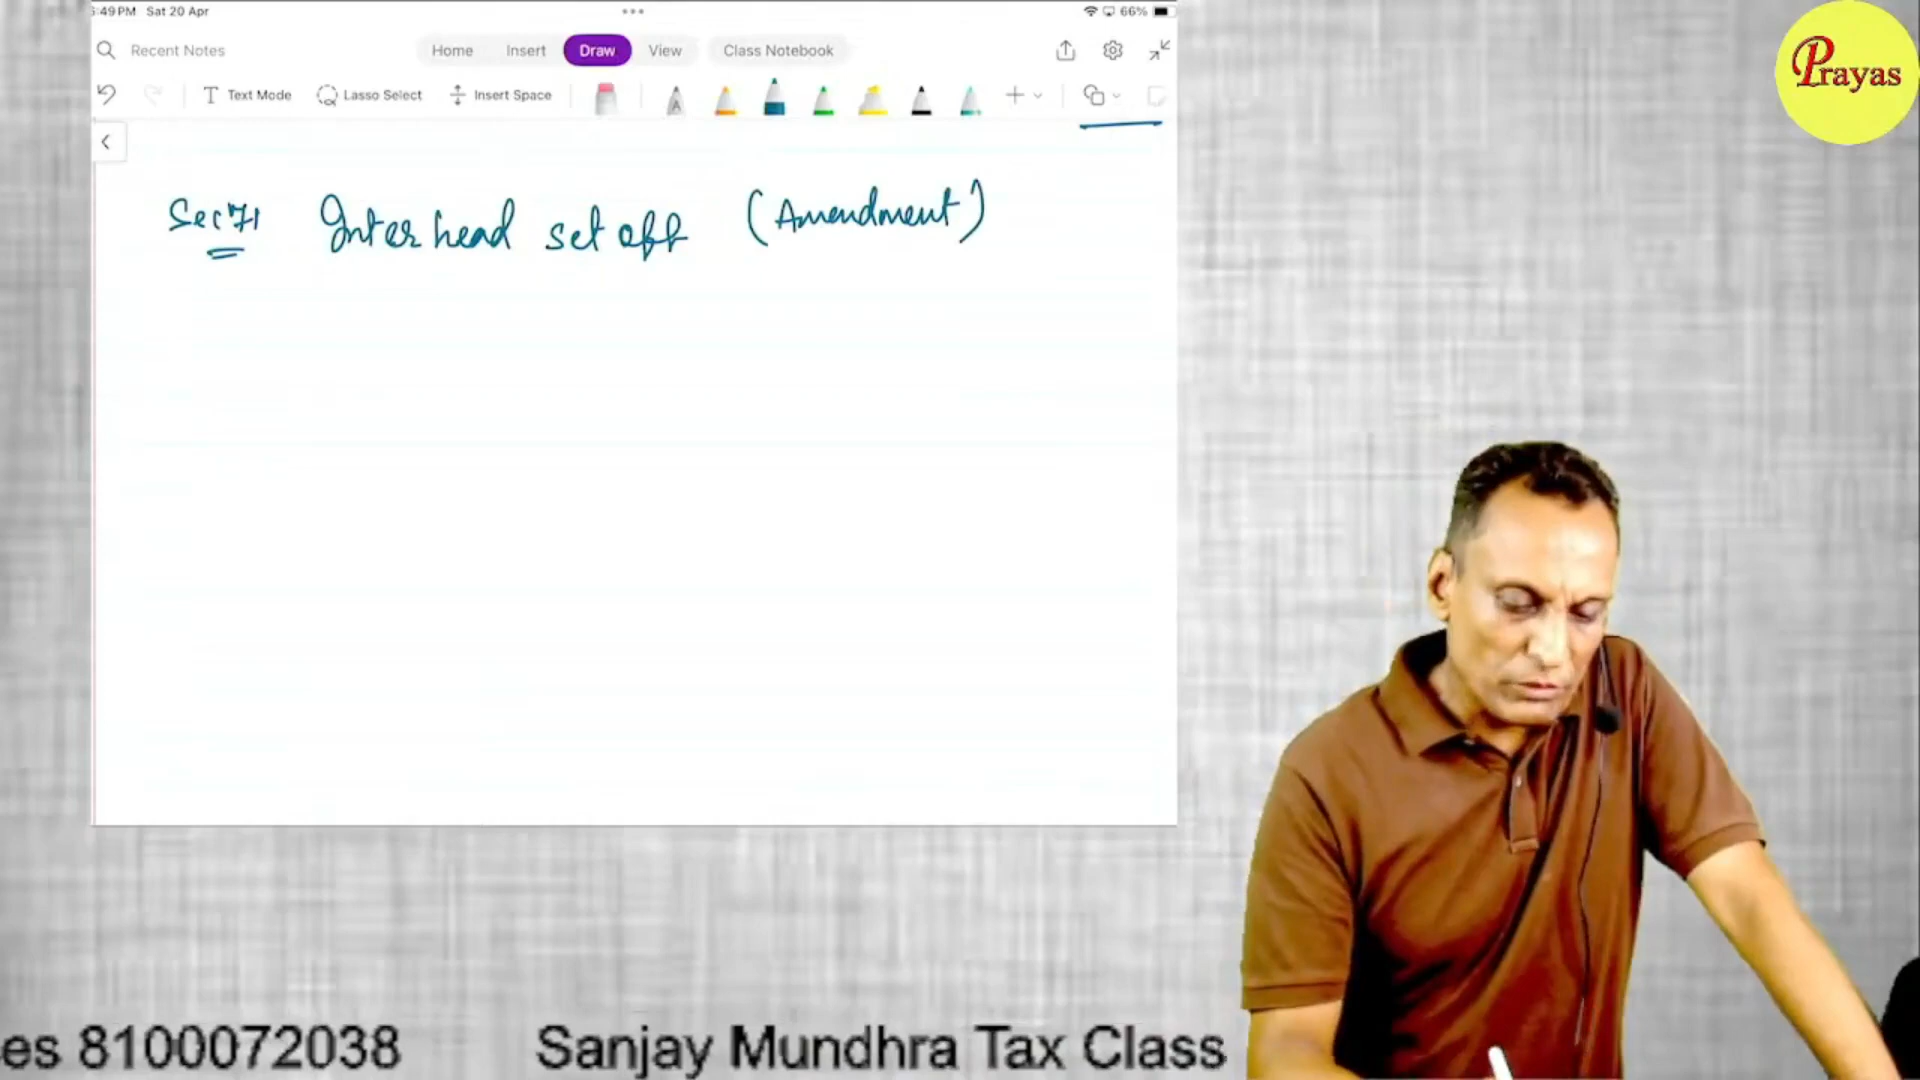 :49 PM Sat 20 Apr
66%
Prayas
Recent Notes
Home Insert Draw View Class Notebook
Text Mode Lasso Select Insert Space
Sec 71 Inter head set off (Amendment)
es 8100072038 Sanjay Mundhra Tax Class